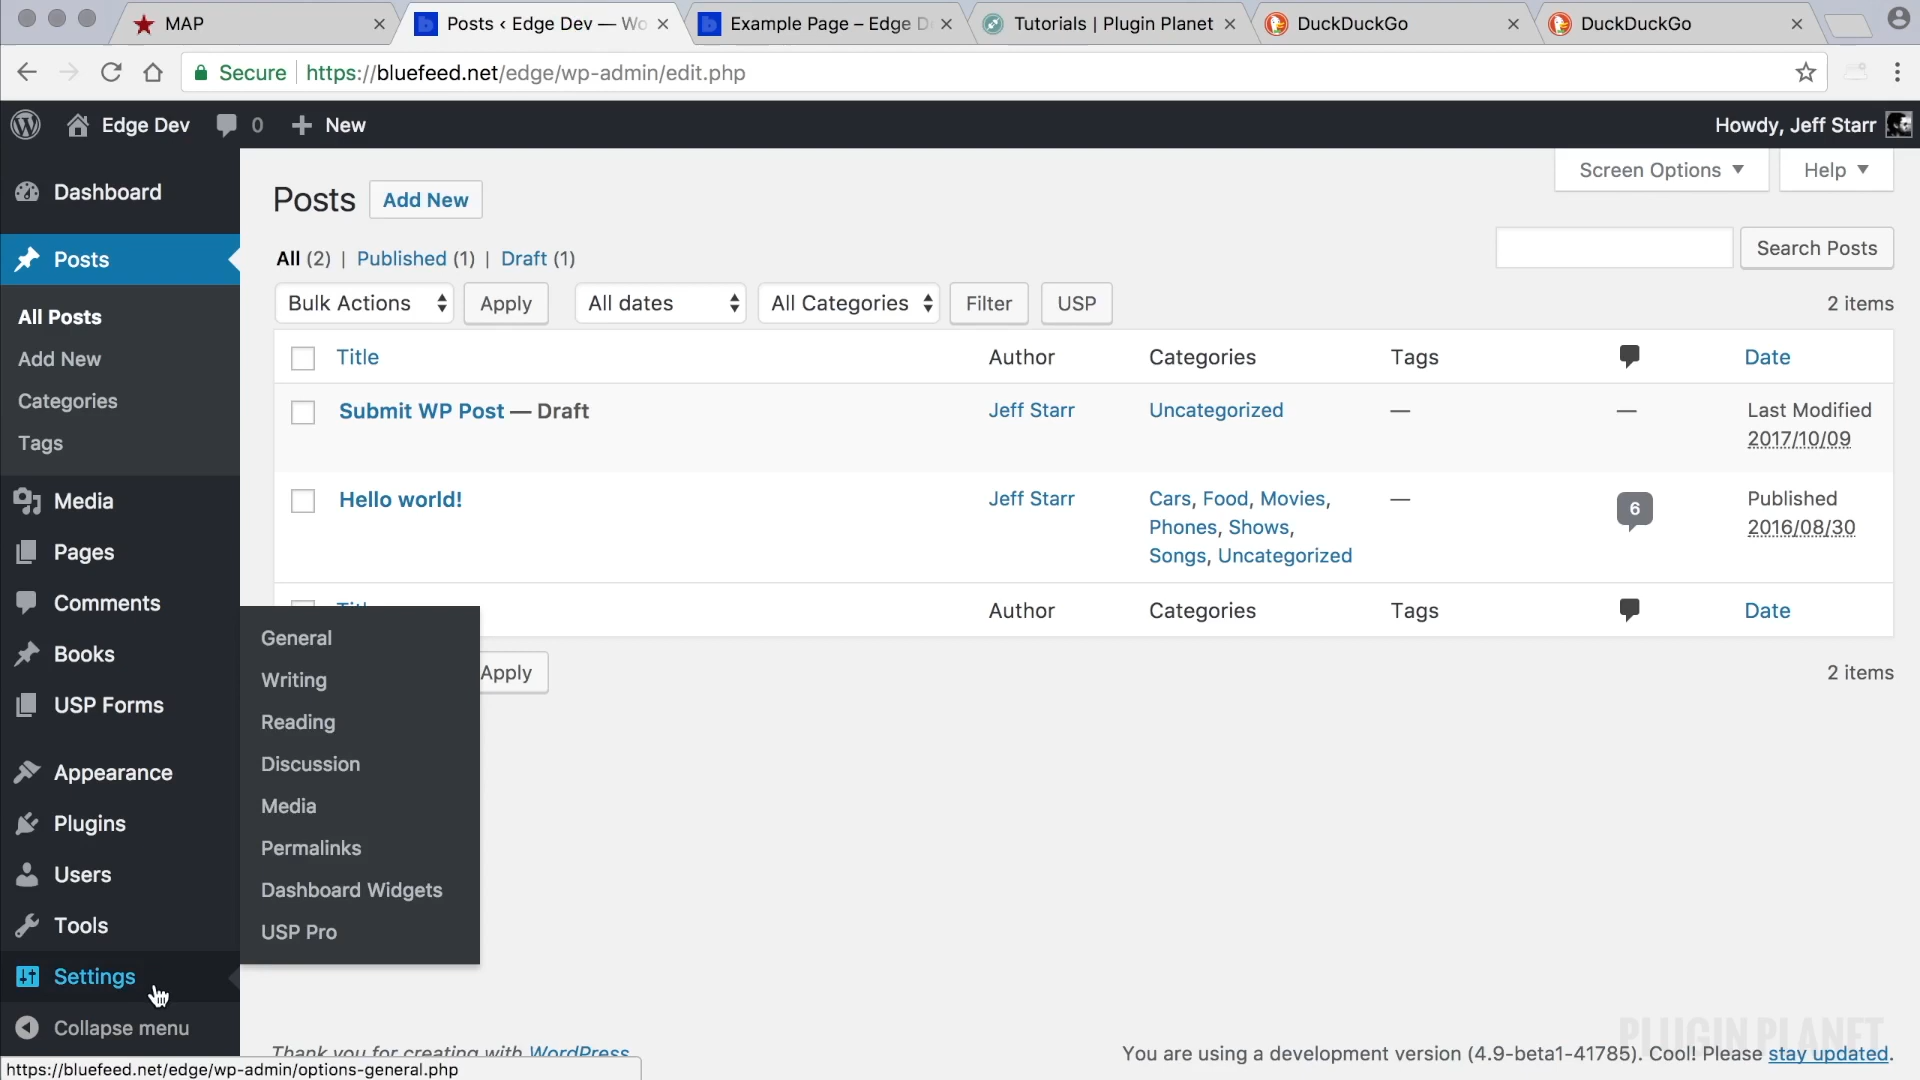 MAP
Posts ‹ Edge Dev — Wo
Example Page – Edge D
Tutorials | Plugin Planet
DuckDuckGo
DuckDuckGo
Secure
https://bluefeed.net/edge/wp-admin/edit.php
Edge Dev
0
New
Howdy, Jeff Starr
Dashboard
Posts
All Posts
Add New
Categories
Tags
Media
Pages
Comments
Books
USP Forms
Appearance
Plugins
Users
Tools
Settings
Collapse menu
General
Writing
Reading
Discussion
Media
Permalinks
Dashboard Widgets
USP Pro
Screen Options
Help
Posts
Add New
All (2) | Published (1) | Draft (1)
Search Posts
Bulk Actions
Apply
All dates
All Categories
Filter
USP
2 items
Title
Author
Categories
Tags
Date
Submit WP Post — Draft
Jeff Starr
Uncategorized
—
—
Last Modified
2017/10/09
Hello world!
Jeff Starr
Cars, Food, Movies,
Phones, Shows,
Songs, Uncategorized
—
6
Published
2016/08/30
Title
Author
Categories
Tags
Date
Apply
2 items
PLUGIN PLANET
Thank you for creating with WordPress
You are using a development version (4.9-beta1-41785). Cool! Please stay updated.
https://bluefeed.net/edge/wp-admin/options-general.php